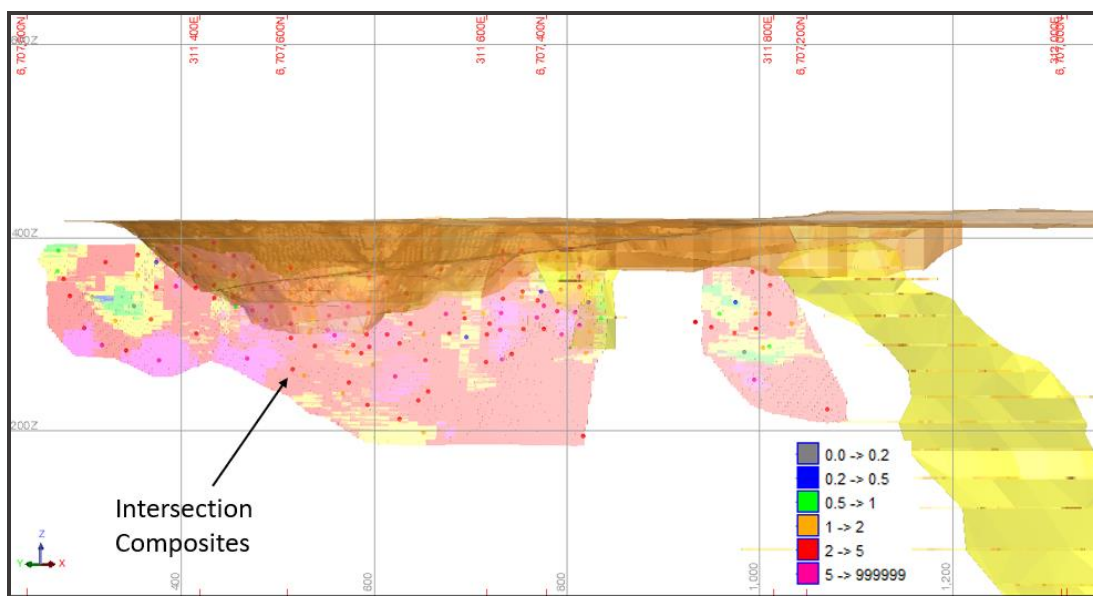 6,707,800N
311 400E
6,707,600N
311 600E
6,707,400N
311 800E
6,707,200N
312 000E
6,707,000N
400Z
200Z
Intersection
Composites
0.0 -> 0.2
0.2 -> 0.5
0.5 -> 1
1 -> 2
2 -> 5
5 -> 999999
Z
Y
X
400
600
800
1,000
1,200